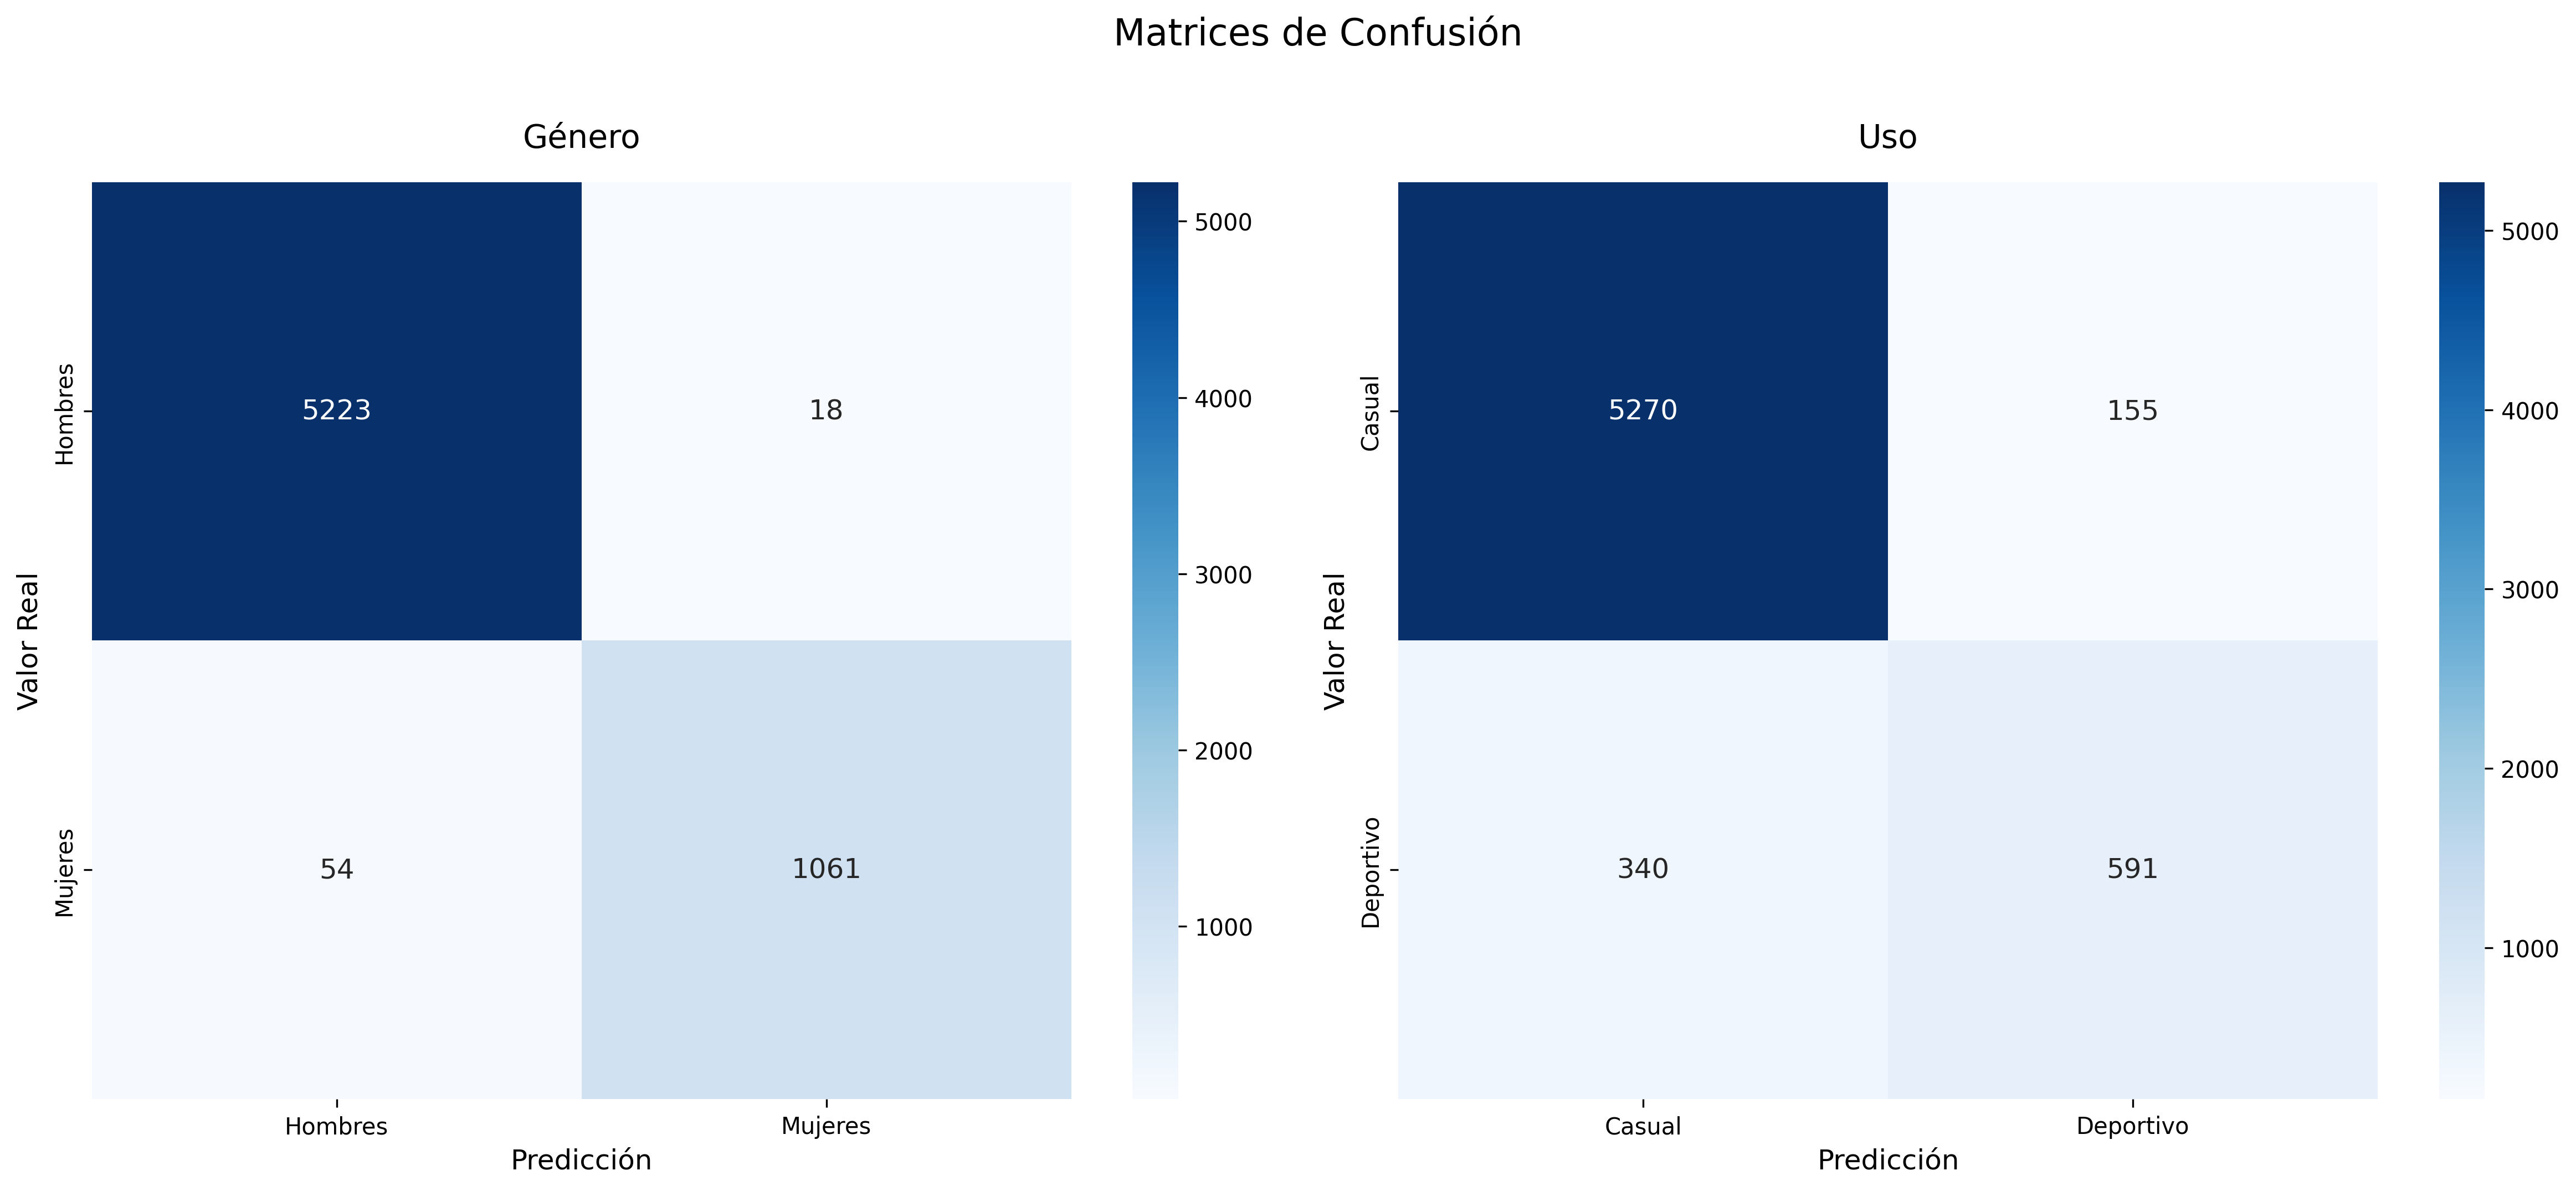 Matrices de Confusión
Género
Hombres
Mujeres
Valor Real
5223
18
54
1061
Hombres
Mujeres
Predicción
5000
4000
3000
2000
1000
Uso
Casual
Deportivo
Valor Real
5270
155
340
591
Casual
Deportivo
Predicción
5000
4000
3000
2000
1000